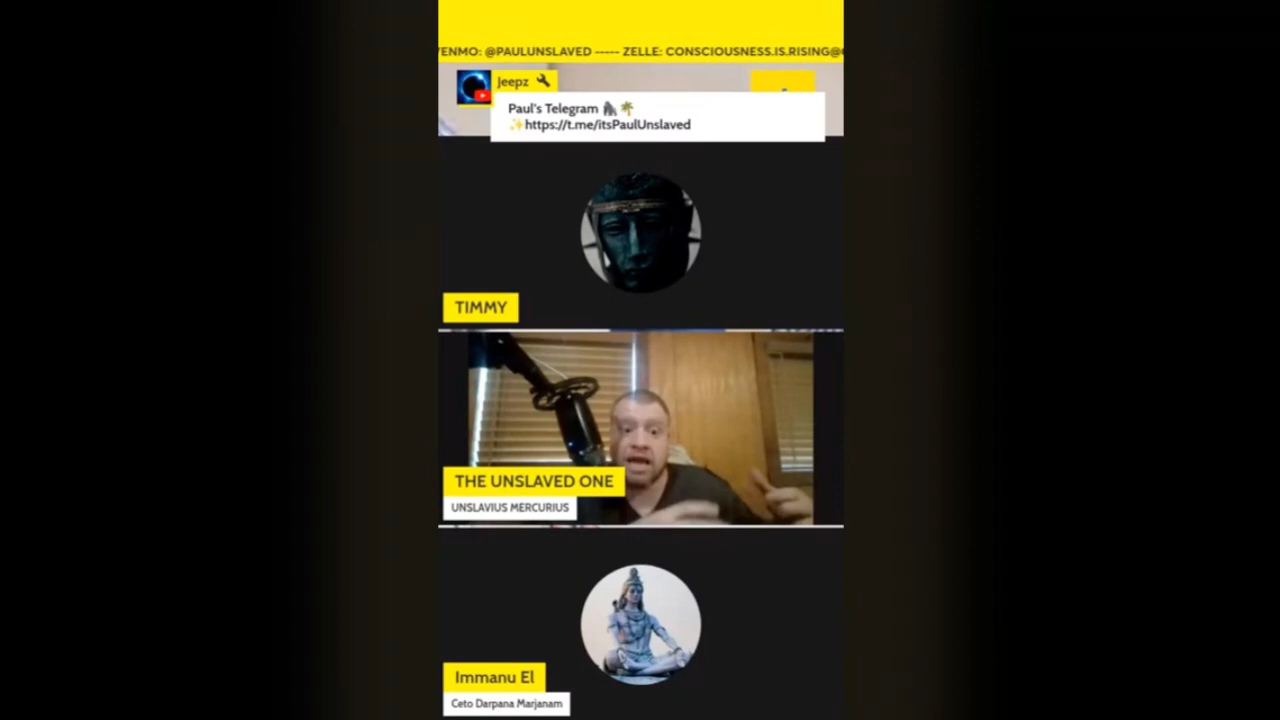 VENMO: @PAULUNSLAVED ----- ZELLE: CONSCIOUSNESS.IS.RISING@
Jeepz
Paul's Telegram 🦍🌴
✨https://t.me/itsPaulUnslaved
TIMMY
THE UNSLAVED ONE
UNSLAVIUS MERCURIUS
Immanu El
Ceto Darpana Marjanam